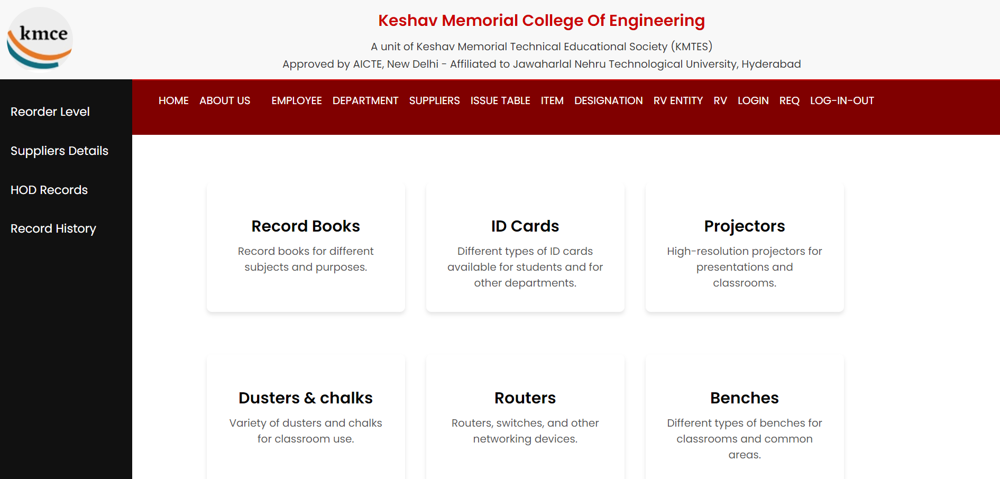 kmce
Keshav Memorial College Of Engineering
A unit of Keshav Memorial Technical Educational Society (KMTES)
Approved by AICTE, New Delhi - Affiliated to Jawaharlal Nehru Technological University, Hyderabad
HOME ABOUT US EMPLOYEE DEPARTMENT SUPPLIERS ISSUE TABLE ITEM DESIGNATION RV ENTITY RV LOGIN REQ LOG-IN-OUT
Reorder Level
Suppliers Details
HOD Records
Record History
Record Books
Record books for different
subjects and purposes.
ID Cards
Different types of ID cards
available for students and for
other departments.
Projectors
High-resolution projectors for
presentations and
classrooms.
Dusters & chalks
Variety of dusters and chalks
for classroom use.
Routers
Routers, switches, and other
networking devices.
Benches
Different types of benches for
classrooms and common
areas.